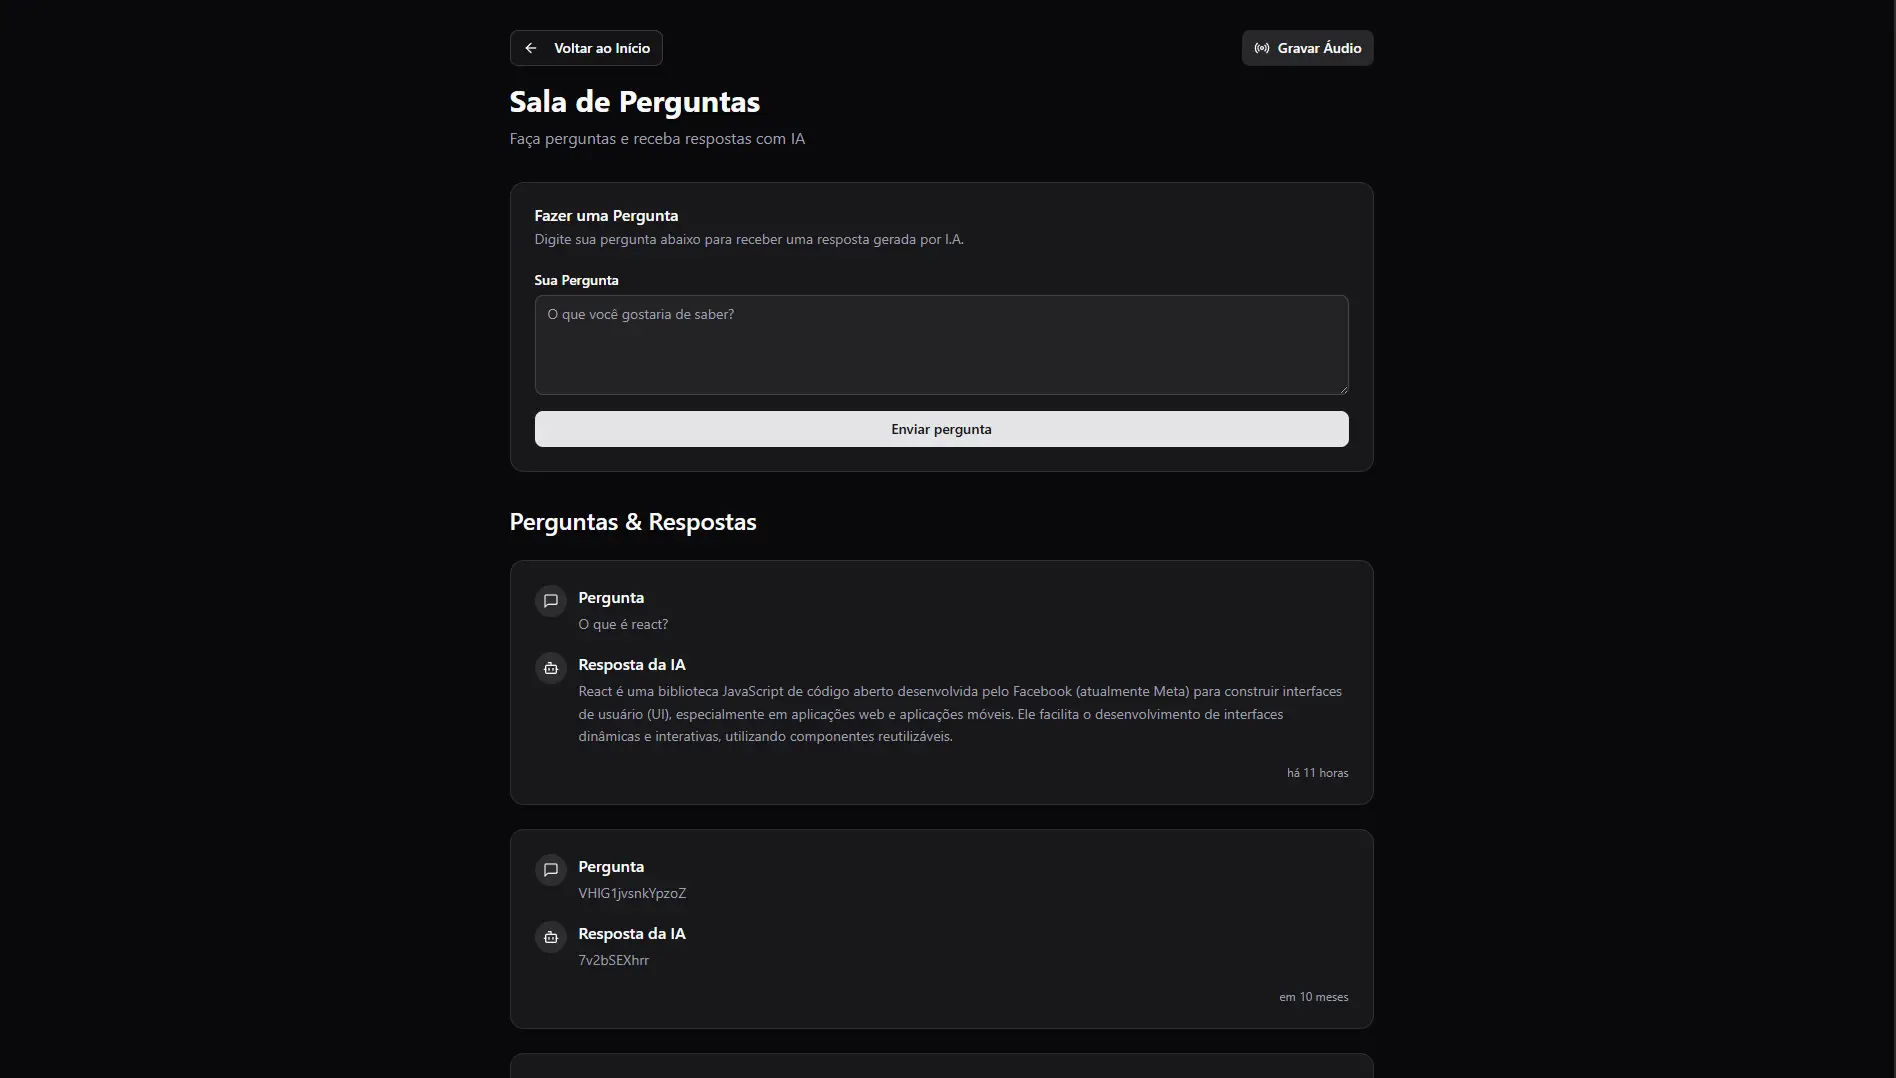 Voltar ao Início
Gravar Áudio
Sala de Perguntas
Faça perguntas e receba respostas com IA
Fazer uma Pergunta
Digite sua pergunta abaixo para receber uma resposta gerada por I.A.
Sua Pergunta
O que você gostaria de saber?
Enviar pergunta
Perguntas & Respostas
Pergunta
O que é react?
Resposta da IA
React é uma biblioteca JavaScript de código aberto desenvolvida pelo Facebook (atualmente Meta) para construir interfaces
de usuário (UI), especialmente em aplicações web e aplicações móveis. Ele facilita o desenvolvimento de interfaces
dinâmicas e interativas, utilizando componentes reutilizáveis.
há 11 horas
Pergunta
Resposta da IA
7v2bSEXhrr
em 10 meses